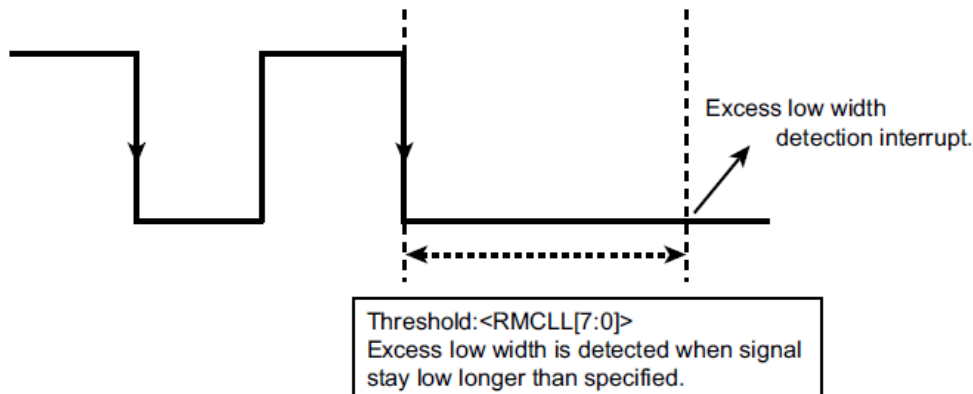 Excess low width
detection interrupt.
Threshold:<RMCLL[7:0]>
Excess low width is detected when signal
stay low longer than specified.